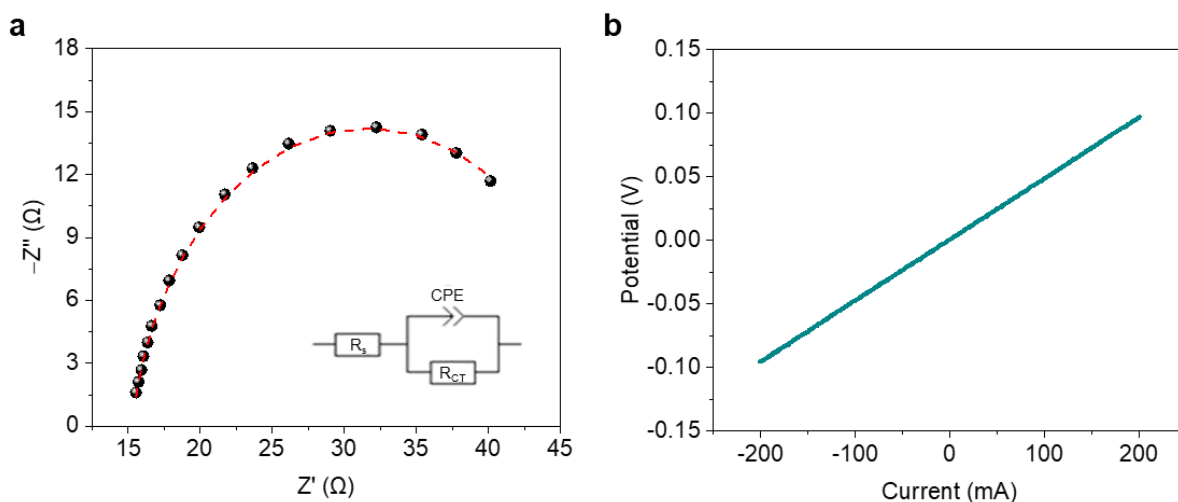 a
18
15
12
9
6
3
0
−Z'' (Ω)
15 20 25 30 35 40 45
Z' (Ω)
CPE
Rs
RCT
b
0.15
0.10
0.05
0.00
-0.05
-0.10
-0.15
Potential (V)
-200 -100 0 100 200
Current (mA)